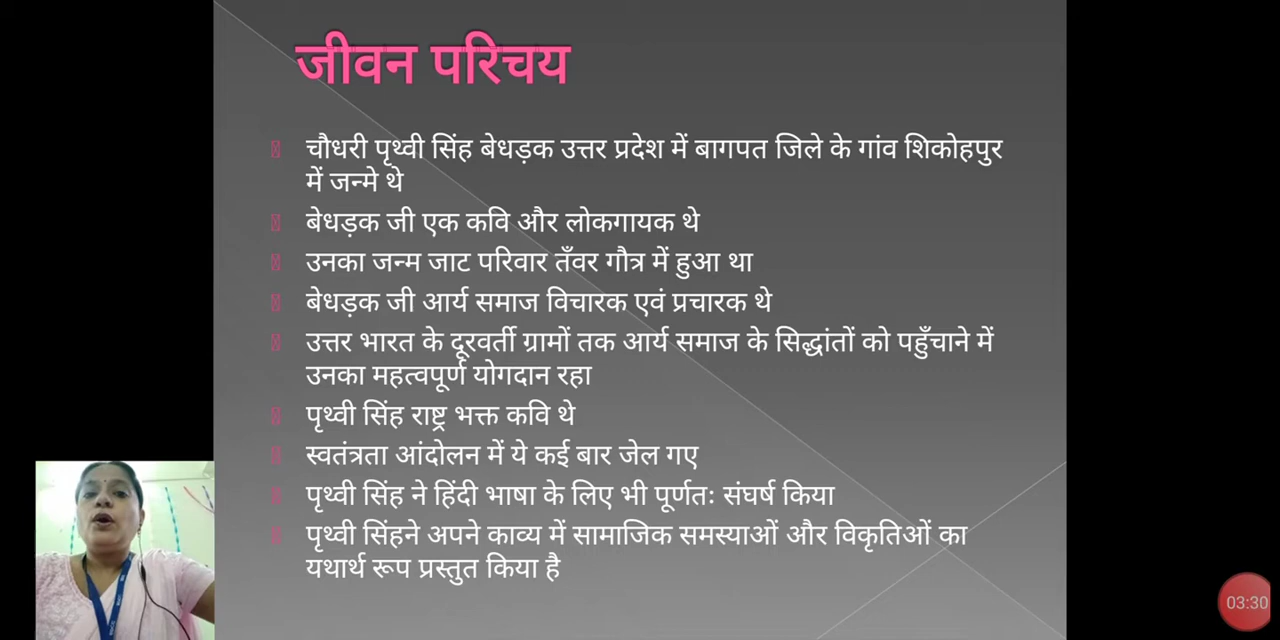 जीवन परिचय
चौधरी पृथ्वी सिंह बेधड़क उत्तर प्रदेश में बागपत जिले के गांव शिकोहपुर
में जन्मे थे
बेधड़क जी एक कवि और लोकगायक थे
उनका जन्म जाट परिवार तँवर गौत्र में हुआ था
बेधड़क जी आर्य समाज विचारक एवं प्रचारक थे
उत्तर भारत के दूरवर्ती ग्रामों तक आर्य समाज के सिद्धांतों को पहुँचाने में
उनका महत्वपूर्ण योगदान रहा
पृथ्वी सिंह राष्ट्र भक्त कवि थे
स्वतंत्रता आंदोलन में ये कई बार जेल गए
पृथ्वी सिंह ने हिंदी भाषा के लिए भी पूर्णतः संघर्ष किया
पृथ्वी सिंहने अपने काव्य में सामाजिक समस्याओं और विकृतिओं का
यथार्थ रूप प्रस्तुत किया है
03:30